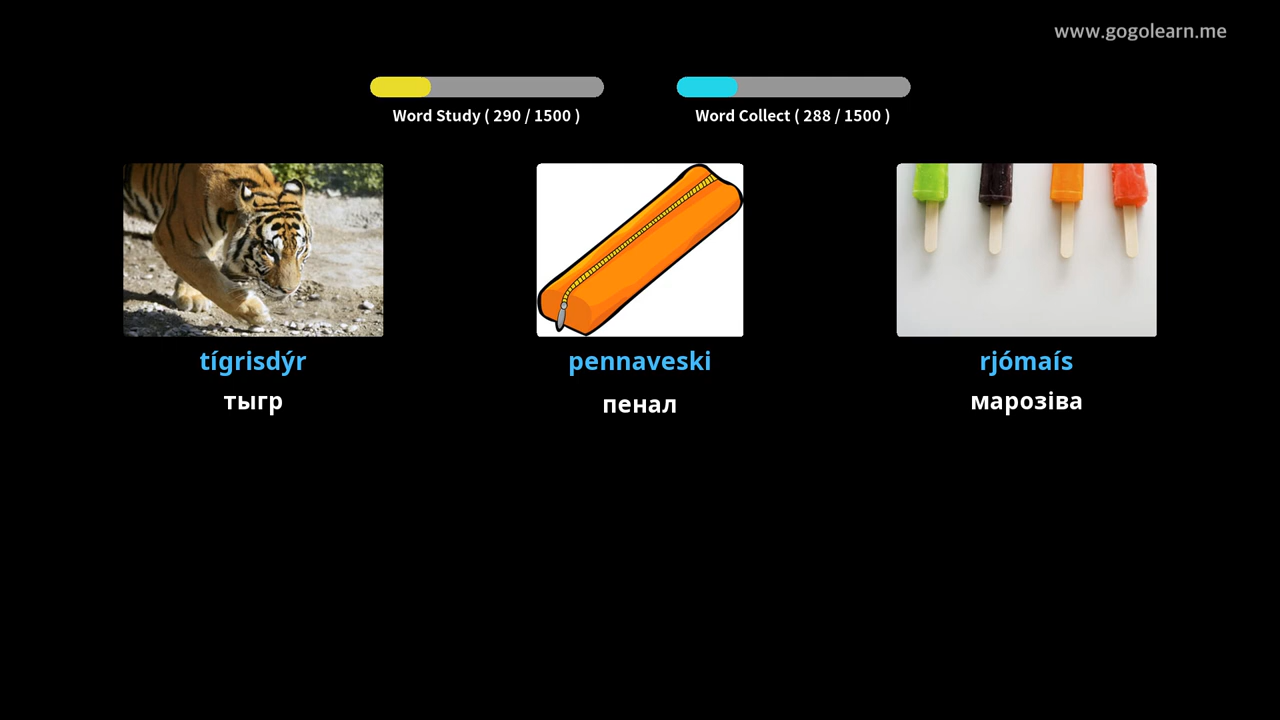 www.gogolearn.me
Word Study ( 290 / 1500 )
Word Collect ( 288 / 1500 )
tígrisdýr
pennaveski
rjómaís
тыгр
пенал
марозіва